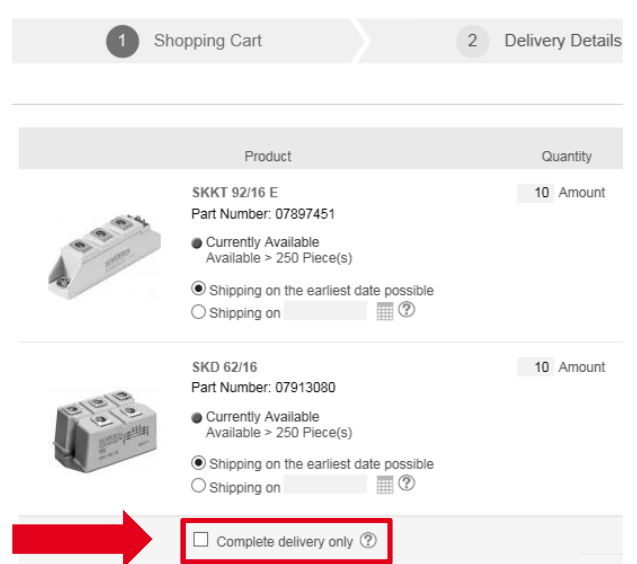 1 Shopping Cart 2 Delivery Details
Product Quantity
SKKT 92/16 E 10 Amount
Part Number: 07897451
Currently Available
Available > 250 Piece(s)
Shipping on the earliest date possible
Shipping on ?
SKD 62/16 10 Amount
Part Number: 07913080
Currently Available
Available > 250 Piece(s)
Shipping on the earliest date possible
Shipping on ?
Complete delivery only ?